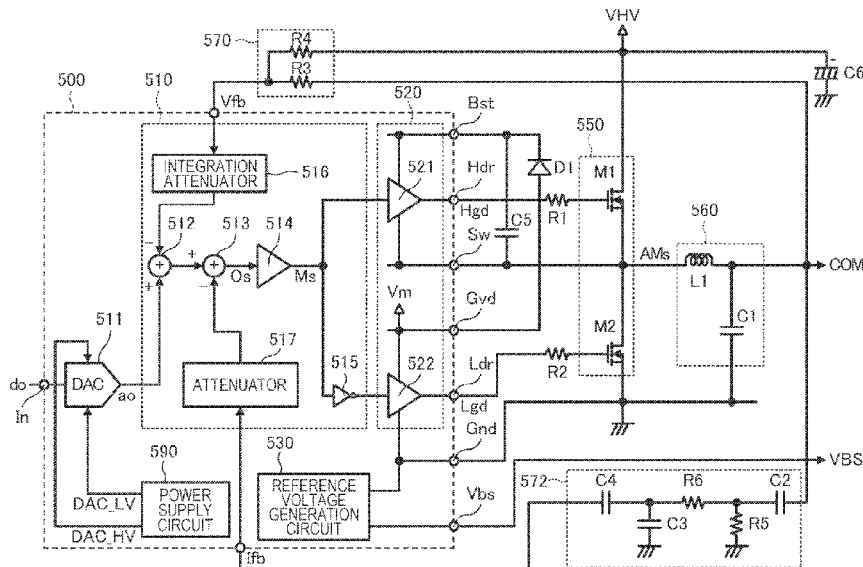 VHV
570
R4
R3
C6
510
500
Vfb
520
Bst
550
INTEGRATION
ATTENUATOR
516
521
Hdr
D1
M1
512
513
514
Hgd
R1
C5
560
Sw
AMs
COM
Os
Ms
L1
Vm
Gvd
M2
C1
511
517
515
522
Ldr
do
DAC
ao
ATTENUATOR
R2
In
Lgd
590
530
Gnd
VBS
DAC_LV
POWER
SUPPLY
CIRCUIT
REFERENCE
VOLTAGE
GENERATION
CIRCUIT
Vbs
572
C4
R6
C2
DAC_HV
C3
R5
Ifb